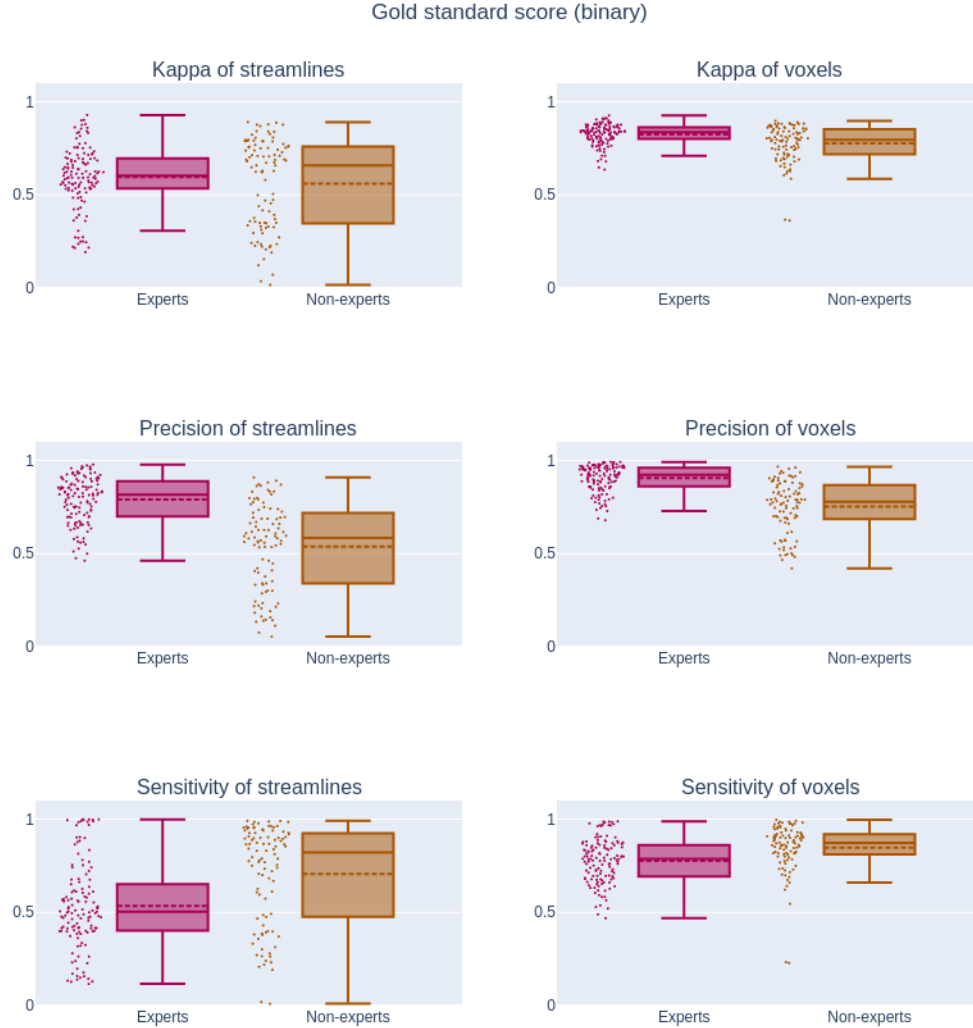 Gold standard score (binary)
Kappa of streamlines
Kappa of voxels
1
0.5
0
Experts
Non-experts
1
0.5
0
Experts
Non-experts
Precision of streamlines
Precision of voxels
1
0.5
0
Experts
Non-experts
1
0.5
0
Experts
Non-experts
Sensitivity of streamlines
Sensitivity of voxels
1
0.5
0
Experts
Non-experts
1
0.5
0
Experts
Non-experts